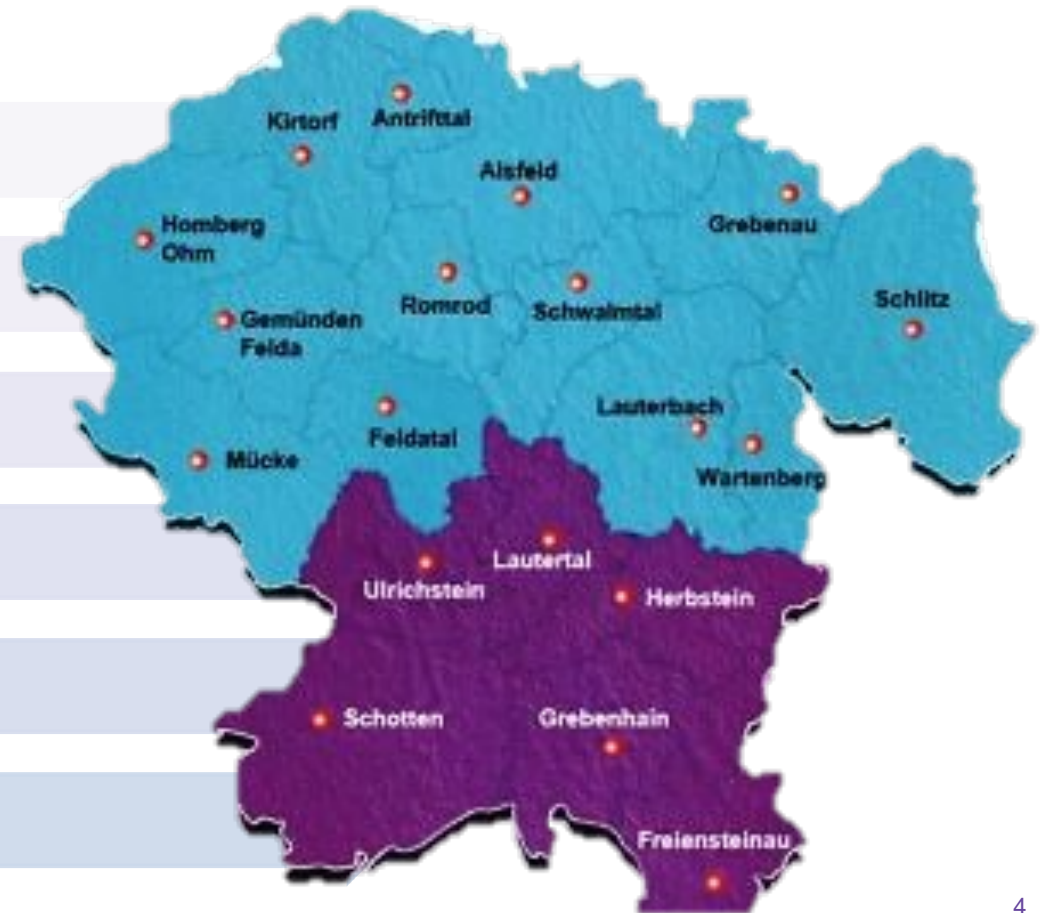 Antrifttal
Kirtorf
Alsfeld
Homberg
Ohm
Grebenau
Romrod
Schwalmtal
Schlitz
Gemünden
Felda
Lauterbach
Feldatal
Mücke
Wartenberg
Lautertal
Ulrichstein
Herbstein
Schotten
Grebenhain
Freiensteinau
4